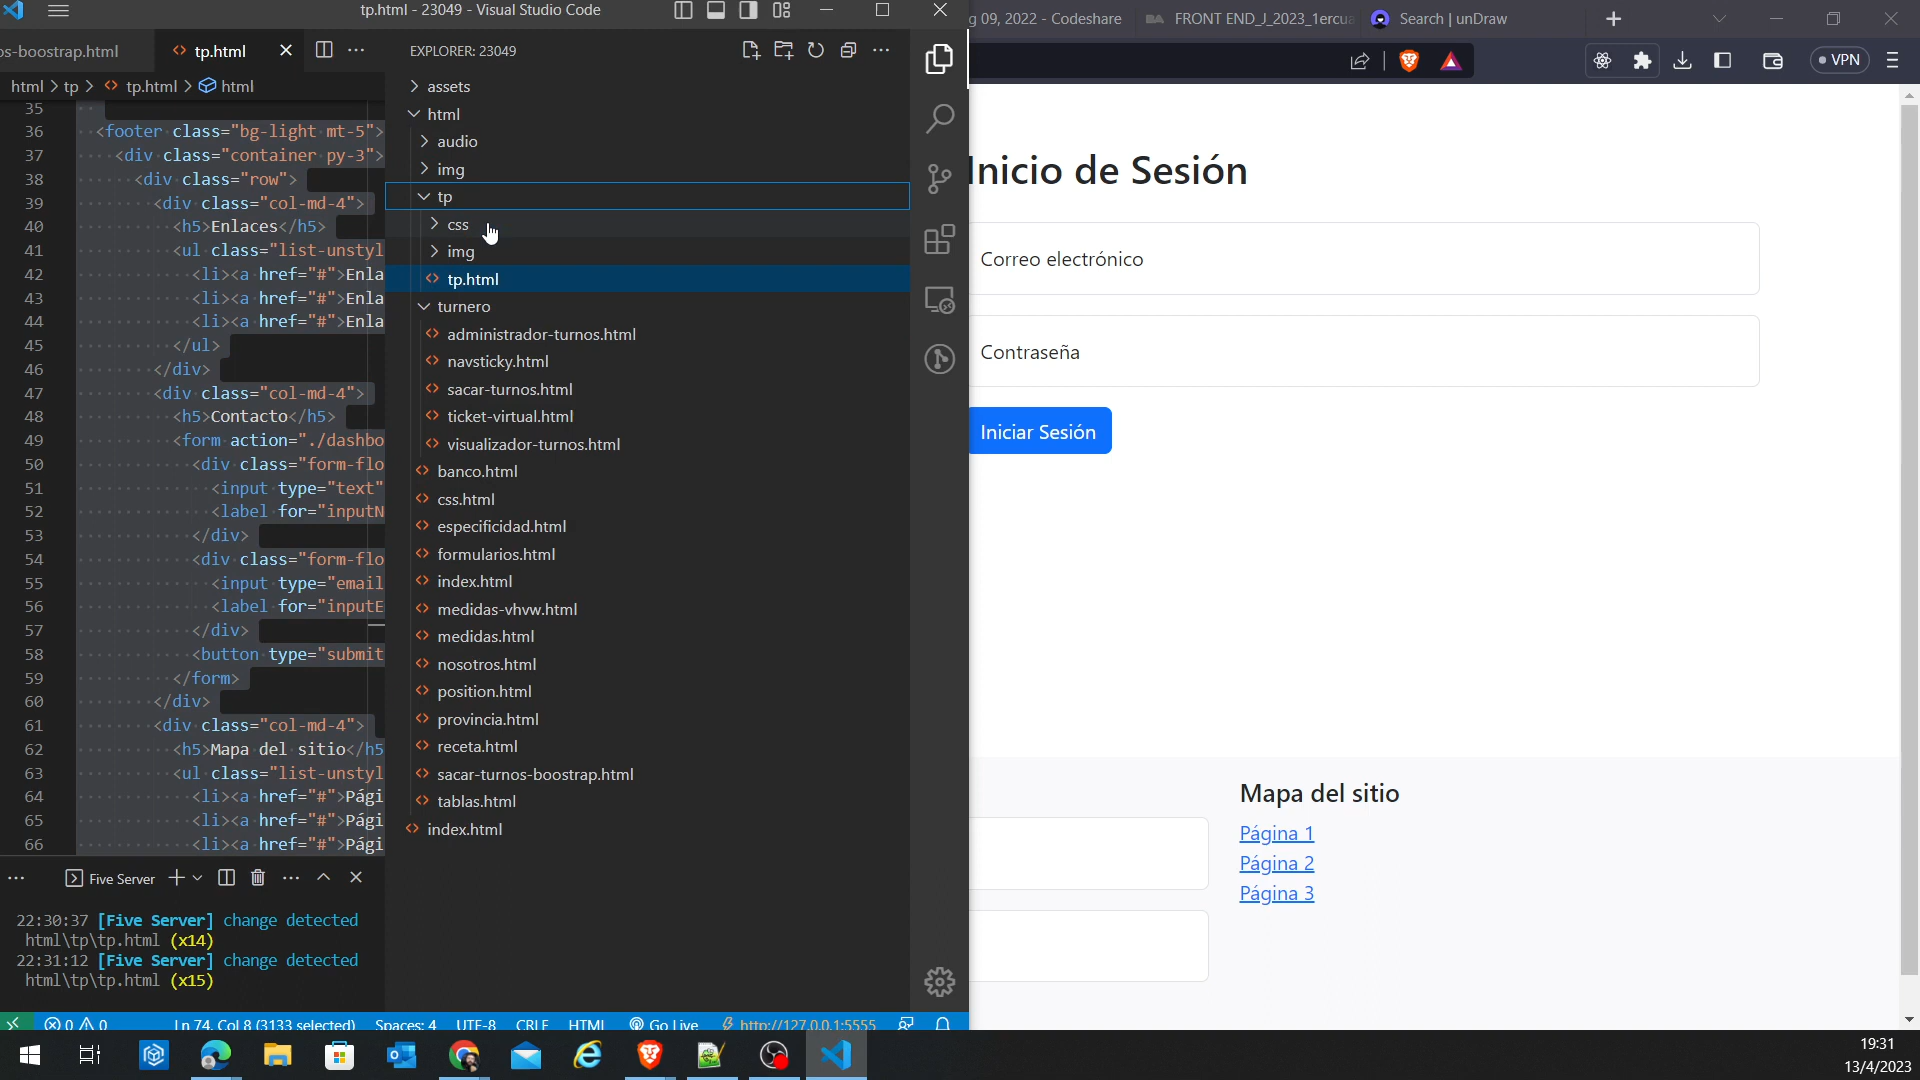 tp.html - 23049 - Visual Studio Code
os-boostrap.html
tp.html
html > tp > tp.html > html
35
36 <footer class="bg-light mt-5">
37 <div class="container py-3">
38 <div class="row">
39 <div class="col-md-4">
40 <h5>Enlaces</h5>
41 <ul class="list-unstyl
42 <li><a href="#">Enla
43 <li><a href="#">Enla
44 <li><a href="#">Enla
45 </ul>
46 </div>
47 <div class="col-md-4">
48 <h5>Contacto</h5>
49 <form action="./dashbo
50 <div class="form-flo
51 <input type="text"
52 <label for="inputN
53 </div>
54 <div class="form-flo
55 <input type="email
56 <label for="inputE
57 </div>
58 <button type="submit
59 </form>
60 </div>
61 <div class="col-md-4">
62 <h5>Mapa del sitio</h5
63 <ul class="list-unstyl
64 <li><a href="#">Pági
65 <li><a href="#">Pági
66 <li><a href="#">Pági
Five Server
22:30:37 [Five Server] change detected
html\tp\tp.html (x14)
22:31:12 [Five Server] change detected
html\tp\tp.html (x15)
0 0 Ln 74, Col 8 (3133 selected) Spaces: 4 UTF-8 CRLF HTML Go Live http://127.0.0.1:5555
EXPLORER: 23049
assets
html
audio
img
tp
css
img
tp.html
turnero
administrador-turnos.html
navsticky.html
sacar-turnos.html
ticket-virtual.html
visualizador-turnos.html
banco.html
css.html
especificidad.html
formularios.html
index.html
medidas-vhvw.html
medidas.html
nosotros.html
position.html
provincia.html
receta.html
sacar-turnos-boostrap.html
tablas.html
index.html
g 09, 2022 - Codeshare
FRONT END_J_2023_1ercua
Search | unDraw
VPN
Inicio de Sesión
Correo electrónico
Contraseña
Iniciar Sesión
Mapa del sitio
Página 1
Página 2
Página 3
19:31
13/4/2023